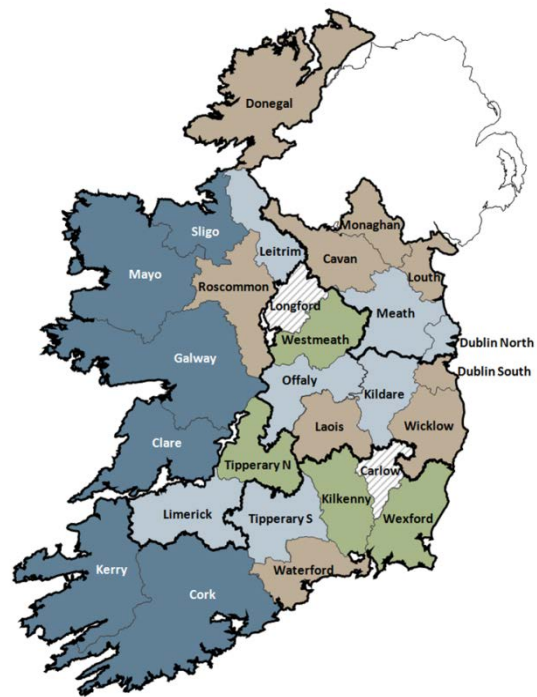 Donegal
Monaghan
Sligo
Leitrim
Cavan
Louth
Mayo
Roscommon
Longford
Meath
Westmeath
Dublin North
Galway
Dublin South
Offaly
Kildare
Laois
Wicklow
Clare
Tipperary N
Carlow
Kilkenny
Limerick
Tipperary S
Wexford
Kerry
Waterford
Cork